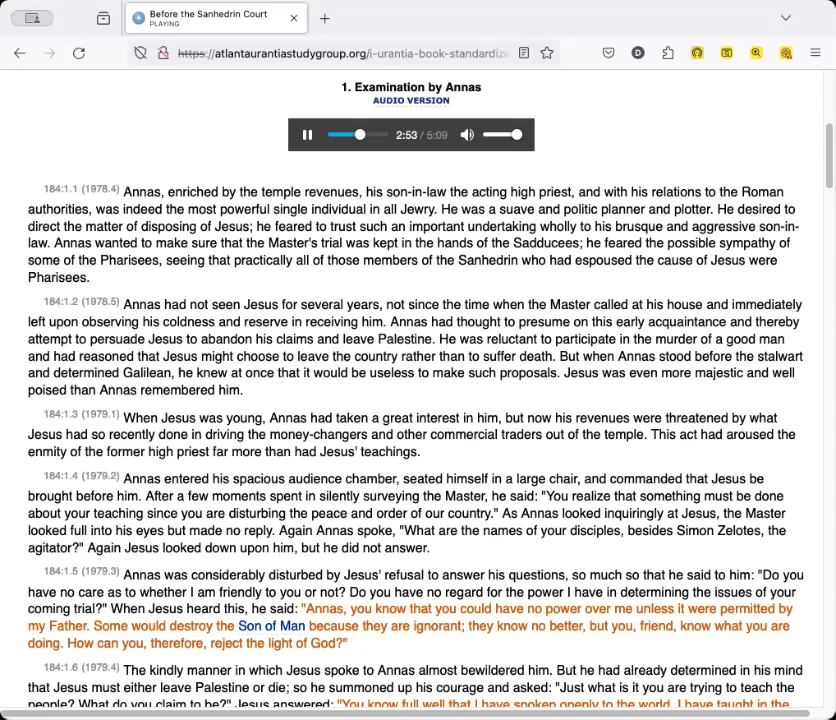 Before the Sanhedrin Court
PLAYING
https://atlantaurantiastudygroup.org/i-urantia-book-standardize
D
1. Examination by Annas
AUDIO VERSION
2:53 / 5:09
184:1.1 (1978.4) Annas, enriched by the temple revenues, his son-in-law the acting high priest, and with his relations to the Roman
authorities, was indeed the most powerful single individual in all Jewry. He was a suave and politic planner and plotter. He desired to
direct the matter of disposing of Jesus; he feared to trust such an important undertaking wholly to his brusque and aggressive son-in-
law. Annas wanted to make sure that the Master's trial was kept in the hands of the Sadducees; he feared the possible sympathy of
some of the Pharisees, seeing that practically all of those members of the Sanhedrin who had espoused the cause of Jesus were
Pharisees.
184:1.2 (1978.5) Annas had not seen Jesus for several years, not since the time when the Master called at his house and immediately
left upon observing his coldness and reserve in receiving him. Annas had thought to presume on this early acquaintance and thereby
attempt to persuade Jesus to abandon his claims and leave Palestine. He was reluctant to participate in the murder of a good man
and had reasoned that Jesus might choose to leave the country rather than to suffer death. But when Annas stood before the stalwart
and determined Galilean, he knew at once that it would be useless to make such proposals. Jesus was even more majestic and well
poised than Annas remembered him.
184:1.3 (1979.1) When Jesus was young, Annas had taken a great interest in him, but now his revenues were threatened by what
Jesus had so recently done in driving the money-changers and other commercial traders out of the temple. This act had aroused the
enmity of the former high priest far more than had Jesus' teachings.
184:1.4 (1979.2) Annas entered his spacious audience chamber, seated himself in a large chair, and commanded that Jesus be
brought before him. After a few moments spent in silently surveying the Master, he said: "You realize that something must be done
about your teaching since you are disturbing the peace and order of our country." As Annas looked inquiringly at Jesus, the Master
looked full into his eyes but made no reply. Again Annas spoke, "What are the names of your disciples, besides Simon Zelotes, the
agitator?" Again Jesus looked down upon him, but he did not answer.
184:1.5 (1979.3) Annas was considerably disturbed by Jesus' refusal to answer his questions, so much so that he said to him: "Do you
have no care as to whether I am friendly to you or not? Do you have no regard for the power I have in determining the issues of your
coming trial?" When Jesus heard this, he said: "Annas, you know that you could have no power over me unless it were permitted by
my Father. Some would destroy the Son of Man because they are ignorant; they know no better, but you, friend, know what you are
doing. How can you, therefore, reject the light of God?"
184:1.6 (1979.4) The kindly manner in which Jesus spoke to Annas almost bewildered him. But he had already determined in his mind
that Jesus must either leave Palestine or die; so he summoned up his courage and asked: "Just what is it you are trying to teach the
people? What do you claim to be?" Jesus answered: "You know full well that I have spoken openly to the world. I have taught in the